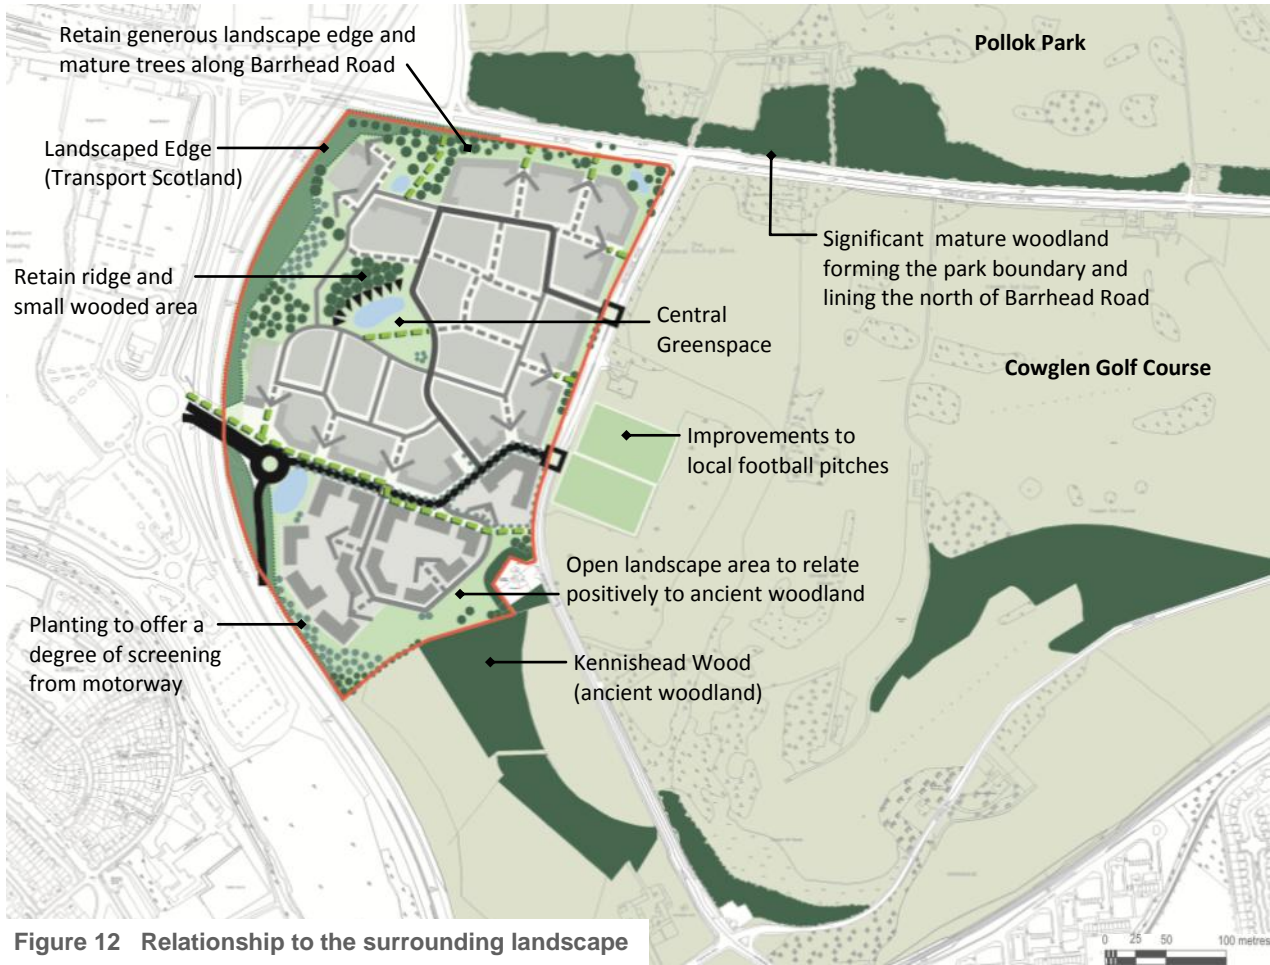 Retain generous landscape edge and
mature trees along Barrhead Road
Pollok Park
Landscaped Edge
(Transport Scotland)
Significant mature woodland
forming the park boundary and
lining the north of Barrhead Road
Retain ridge and
small wooded area
Central
Greenspace
Cowglen Golf Course
Improvements to
local football pitches
Open landscape area to relate
positively to ancient woodland
Planting to offer a
degree of screening
from motorway
Kennishead Wood
(ancient woodland)
Figure 12 Relationship to the surrounding landscape
0 25 50 100 metres